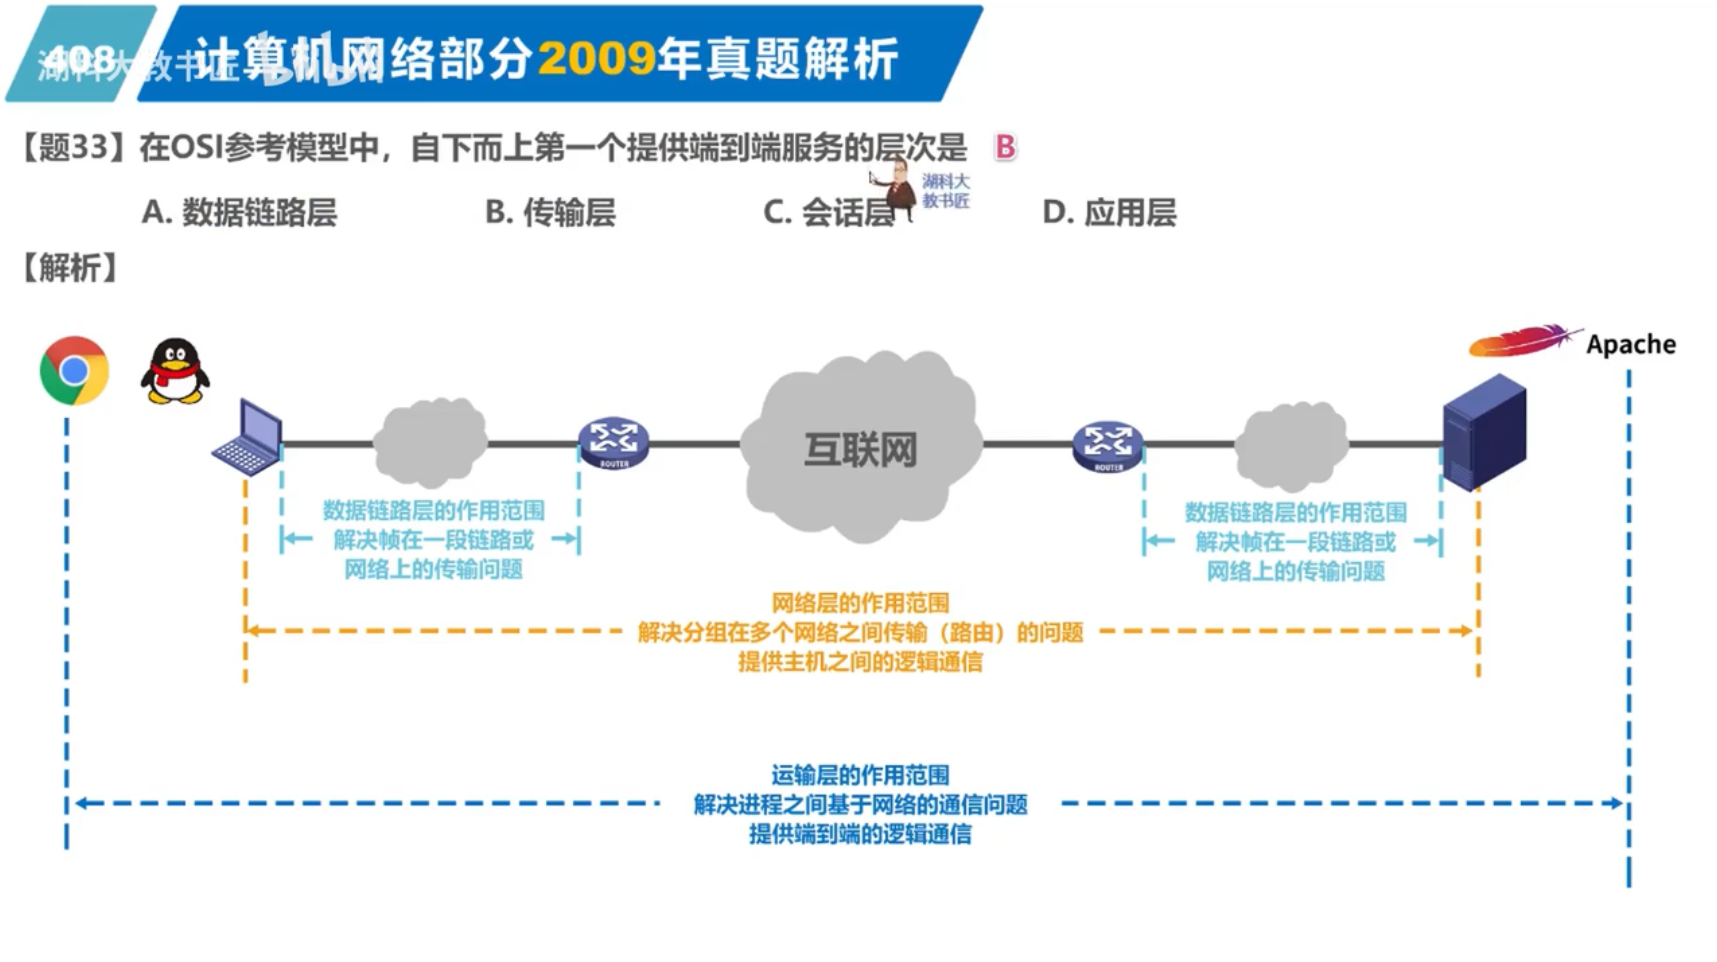 408
计算机网络部分2009年真题解析
湖科大教书匠
bilibili
【题33】在OSI参考模型中，自下而上第一个提供端到端服务的层次是 B
湖科大
教书匠
A. 数据链路层 B. 传输层 C. 会话层 D. 应用层
【解析】
Apache
互联网
ROUTER
ROUTER
数据链路层的作用范围
解决帧在一段链路或
网络上的传输问题
数据链路层的作用范围
解决帧在一段链路或
网络上的传输问题
网络层的作用范围
解决分组在多个网络之间传输（路由）的问题
提供主机之间的逻辑通信
运输层的作用范围
解决进程之间基于网络的通信问题
提供端到端的逻辑通信